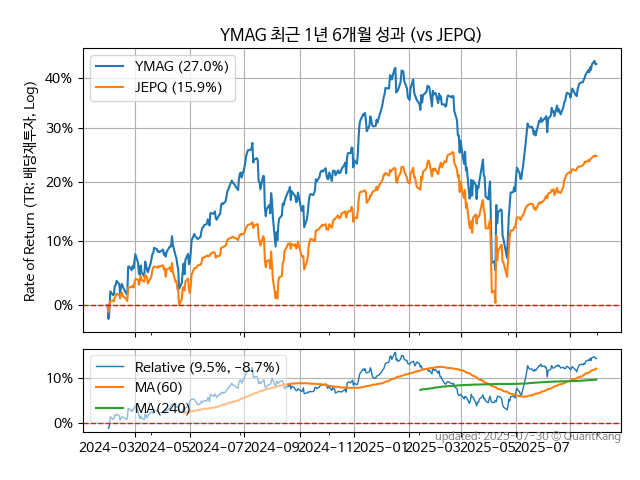 YMAG 최근 1년 6개월 성과 (vs JEPQ)
Rate of Return (TR: 배당재투자, Log)
YMAG (27.0%)
JEPQ (15.9%)
40%
30%
20%
10%
0%
Relative (9.5%, -8.7%)
MA(60)
MA(240)
10%
0%
2024-03
2024-05
2024-07
2024-09
2024-11
2025-01
2025-03
2025-05
2025-07
updated: 2025-07-30 © QuantKang